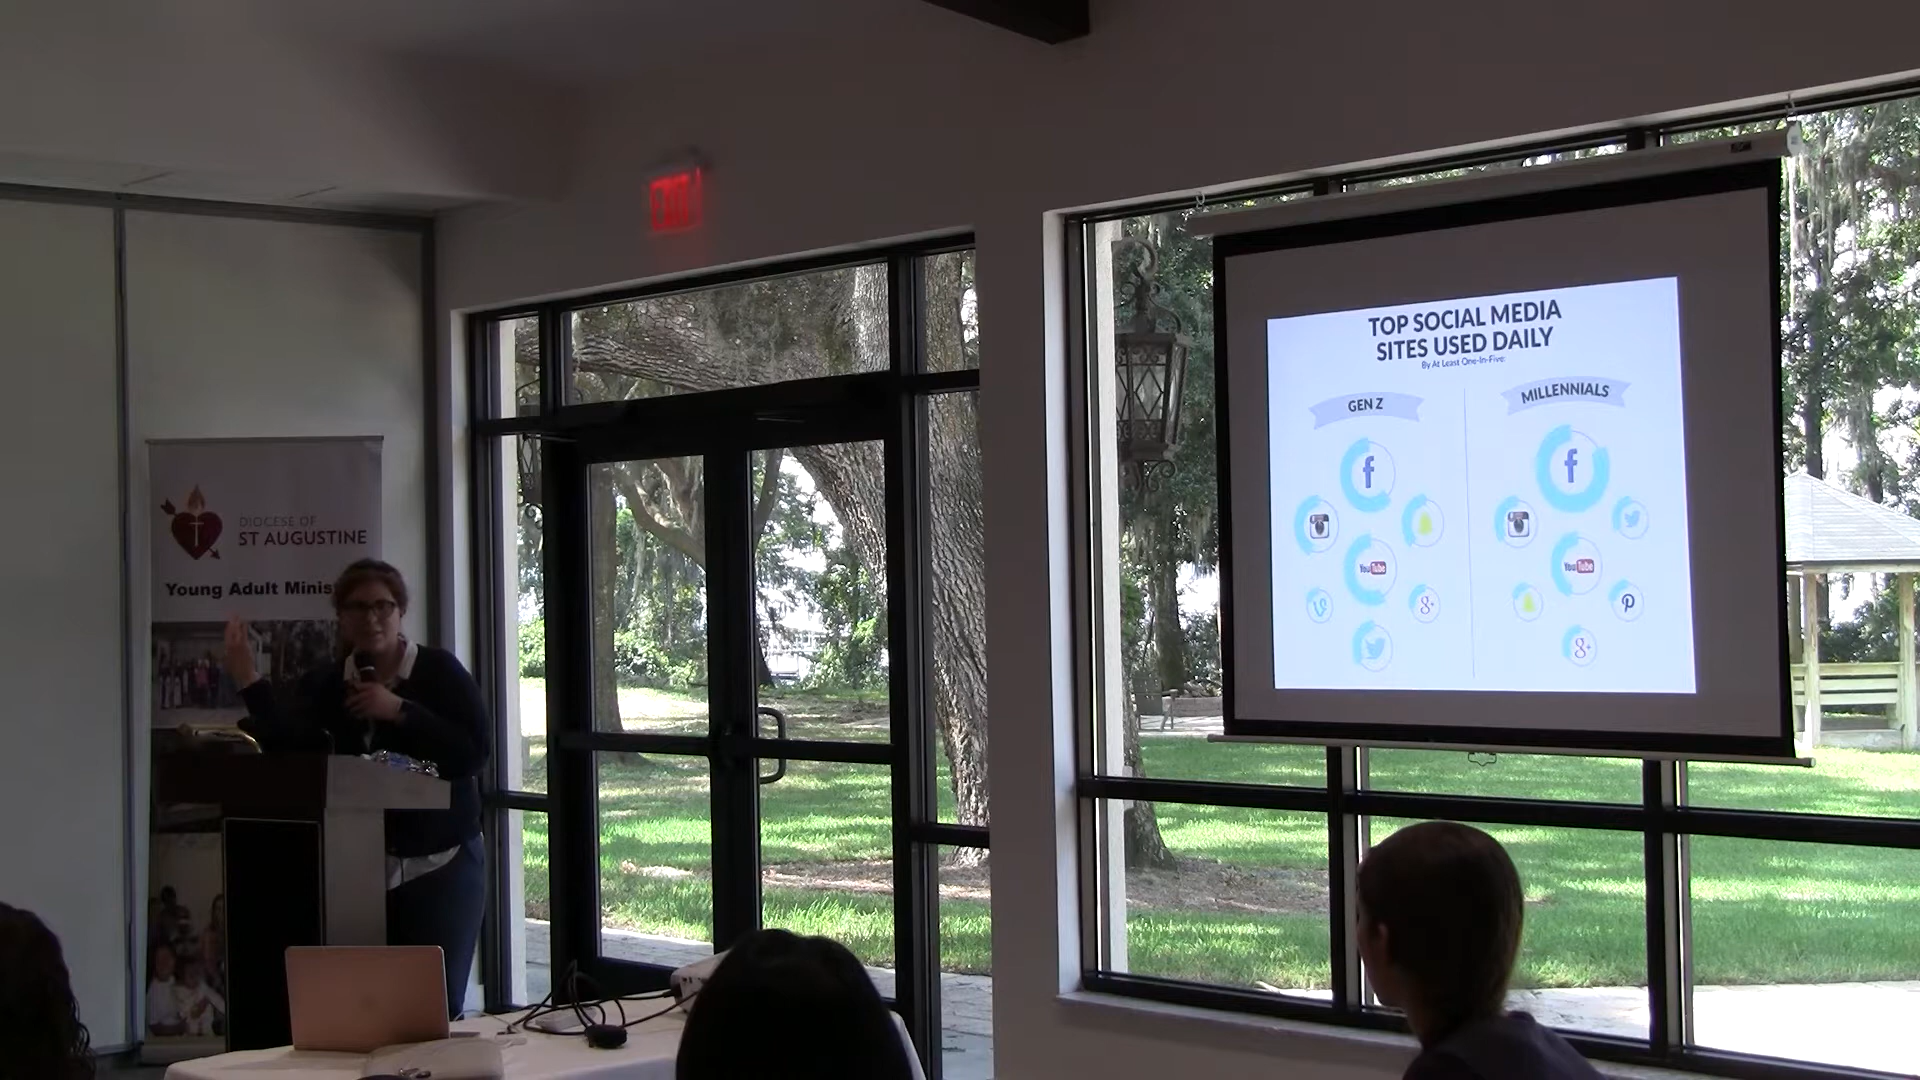 EXIT
DIOCESE OF
ST AUGUSTINE
Young Adult Minis
TOP SOCIAL MEDIA
SITES USED DAILY
By At Least One-In-Five:
GEN Z
MILLENNIALS
f
f
YouTube
YouTube
g+
g+